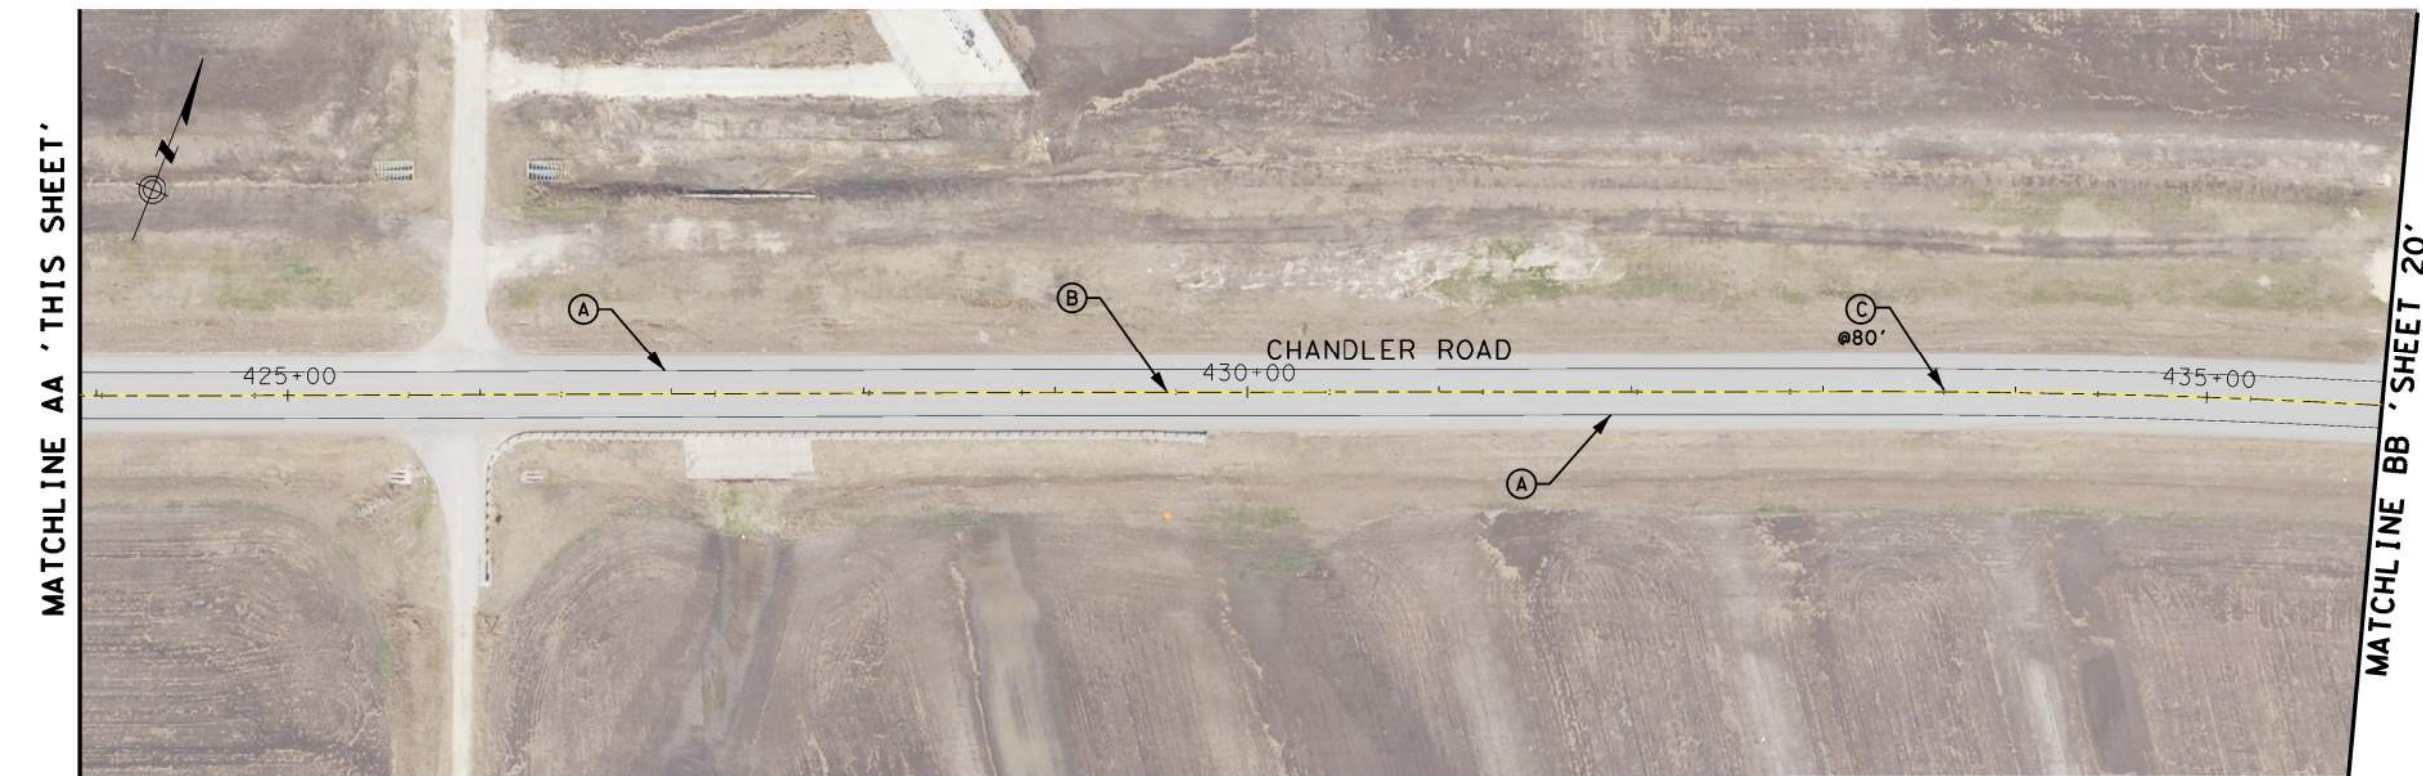 MATCHLINE AA 'THIS SHEET'
N
A
B
C
@80'
CHANDLER ROAD
425+00
430+00
435+00
A
MATCHLINE BB 'SHEET 20'